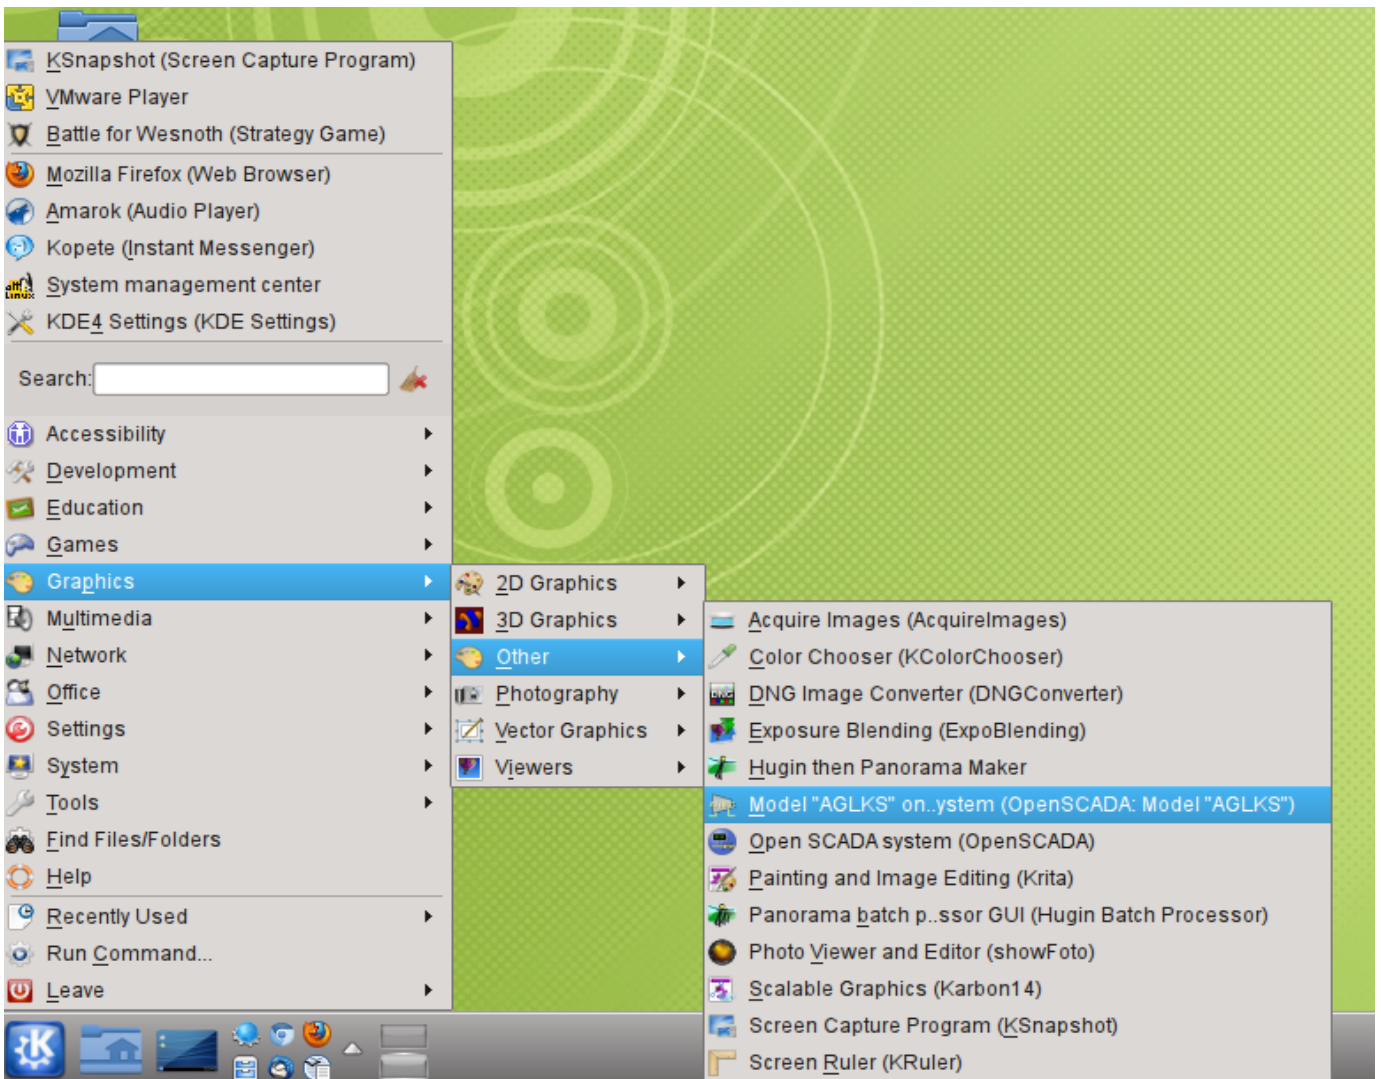 KSnapshot (Screen Capture Program)
VMware Player
Battle for Wesnoth (Strategy Game)
Mozilla Firefox (Web Browser)
Amarok (Audio Player)
Kopete (Instant Messenger)
System management center
KDE4 Settings (KDE Settings)
Search:
Accessibility
Development
Education
Games
Graphics
Multimedia
Network
Office
Settings
System
Tools
Find Files/Folders
Help
Recently Used
Run Command...
Leave
2D Graphics
3D Graphics
Other
Photography
Vector Graphics
Viewers
Acquire Images (AcquireImages)
Color Chooser (KColorChooser)
DNG Image Converter (DNGConverter)
Exposure Blending (ExpoBlending)
Hugin then Panorama Maker
Model "AGLKS" on..ystem (OpenSCADA: Model "AGLKS")
Open SCADA system (OpenSCADA)
Painting and Image Editing (Krita)
Panorama batch p..ssor GUI (Hugin Batch Processor)
Photo Viewer and Editor (showFoto)
Scalable Graphics (Karbon14)
Screen Capture Program (KSnapshot)
Screen Ruler (KRuler)